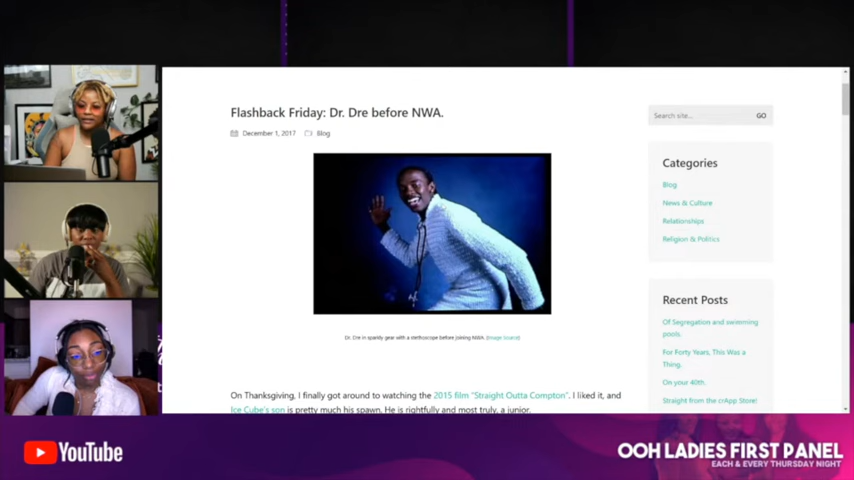 Flashback Friday: Dr. Dre before NWA.
December 1, 2017 Blog
Dr. Dre in sparkly gear with a stethoscope before joining NWA. (Image Source)
On Thanksgiving, I finally got around to watching the 2015 film "Straight Outta Compton". I liked it, and
Ice Cube's son is pretty much his spawn. He is rightfully and most truly, a junior.
Search site... GO
Categories
Blog
News & Culture
Relationships
Religion & Politics
Recent Posts
Of Segregation and swimming
pools.
For Forty Years, This Was a
Thing.
On your 40th.
Straight from the crApp Store!
YouTube
OOH LADIES FIRST PANEL
EACH & EVERY THURSDAY NIGHT